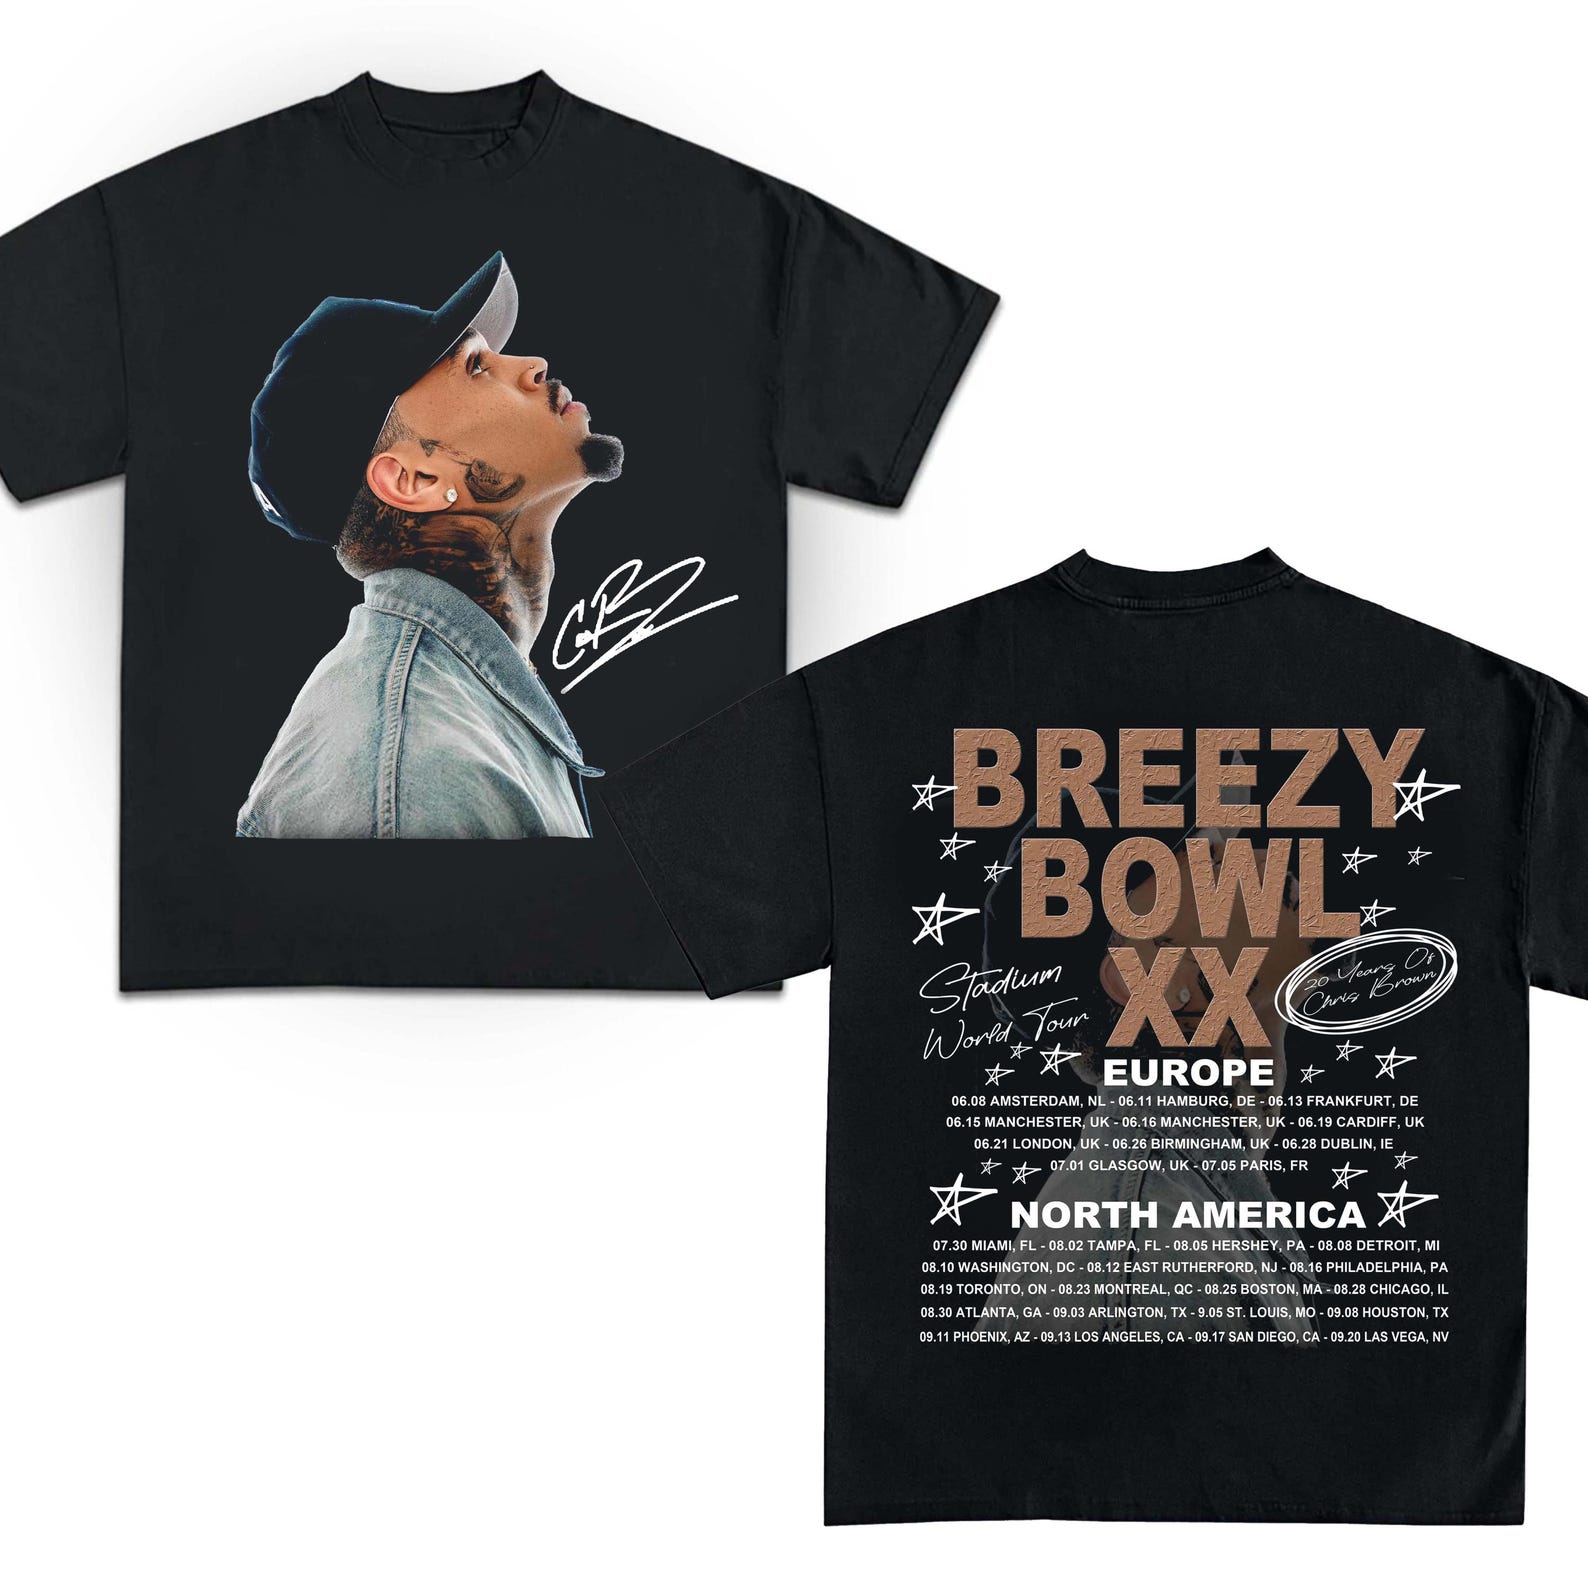 CB
BREEZY
BOWL
XX
Stadium
World Tour
20 Years Of
Chris Brown
EUROPE
06.08 AMSTERDAM, NL - 06.11 HAMBURG, DE - 06.13 FRANKFURT, DE
06.15 MANCHESTER, UK - 06.16 MANCHESTER, UK - 06.19 CARDIFF, UK
06.21 LONDON, UK - 06.26 BIRMINGHAM, UK - 06.28 DUBLIN, IE
07.01 GLASGOW, UK - 07.05 PARIS, FR
NORTH AMERICA
07.30 MIAMI, FL - 08.02 TAMPA, FL - 08.05 HERSHEY, PA - 08.08 DETROIT, MI
08.10 WASHINGTON, DC - 08.12 EAST RUTHERFORD, NJ - 08.16 PHILADELPHIA, PA
08.19 TORONTO, ON - 08.23 MONTREAL, QC - 08.25 BOSTON, MA - 08.28 CHICAGO, IL
08.30 ATLANTA, GA - 09.03 ARLINGTON, TX - 9.05 ST. LOUIS, MO - 09.08 HOUSTON, TX
09.11 PHOENIX, AZ - 09.13 LOS ANGELES, CA - 09.17 SAN DIEGO, CA - 09.20 LAS VEGA, NV